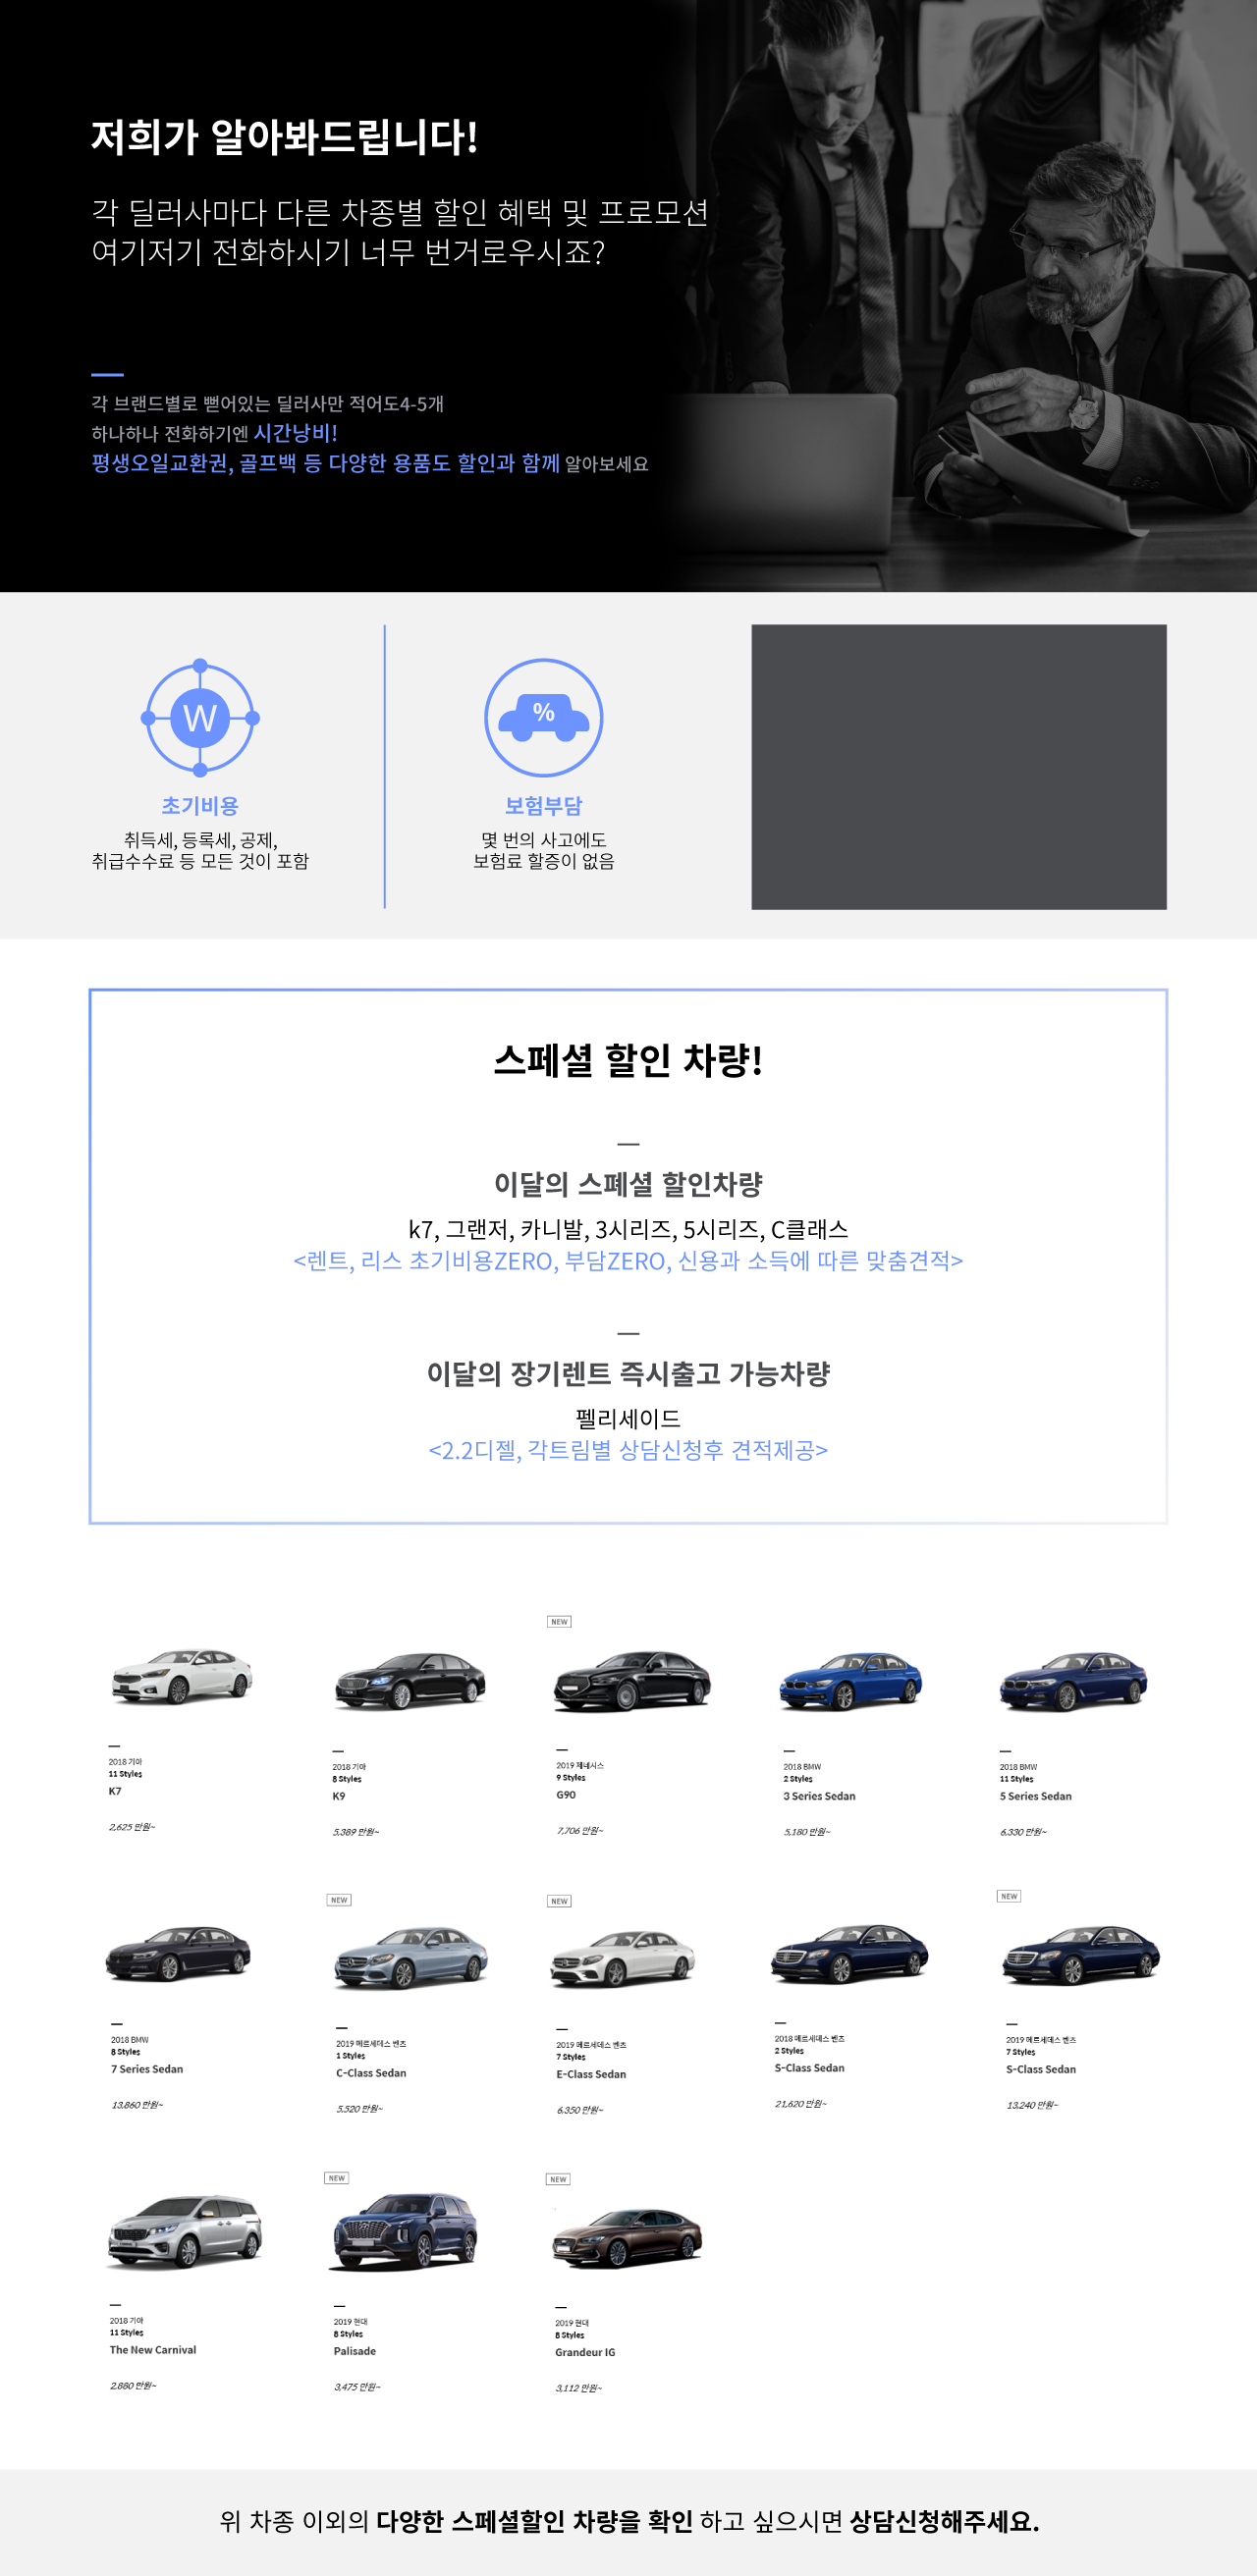 저희가 알아봐드립니다!
각 딜러사마다 다른 차종별 할인 혜택 및 프로모션
여기저기 전화하시기 너무 번거로우시죠?
각 브랜드별로 뻗어있는 딜러사만 적어도4-5개
하나하나 전화하기엔 시간낭비!
평생오일교환권, 골프백 등 다양한 용품도 할인과 함께 알아보세요
W
초기비용
취득세, 등록세, 공제,
취급수수료 등 모든 것이 포함
%
보험부담
몇 번의 사고에도
보험료 할증이 없음
스페셜 할인 차량!
이달의 스폐셜 할인차량
k7, 그랜저, 카니발, 3시리즈, 5시리즈, C클래스
<렌트, 리스 초기비용ZERO, 부담ZERO, 신용과 소득에 따른 맞춤견적>
이달의 장기렌트 즉시출고 가능차량
펠리세이드
<2.2디젤, 각트림별 상담신청후 견적제공>
2018 기아
11 Styles
K7
2,625 만원~
2018 기아
8 Styles
K9
5,389 만원~
NEW
2019 제네시스
9 Styles
G90
7,706 만원~
2018 BMW
2 Styles
3 Series Sedan
5,180 만원~
2018 BMW
11 Styles
5 Series Sedan
6,330 만원~
2018 BMW
8 Styles
7 Series Sedan
13,860 만원~
NEW
2019 메르세데스 벤츠
1 Styles
C-Class Sedan
5,520 만원~
NEW
2019 메르세데스 벤츠
7 Styles
E-Class Sedan
6,350 만원~
2018 메르세데스 벤츠
2 Styles
S-Class Sedan
21,620 만원~
NEW
2019 메르세데스 벤츠
7 Styles
S-Class Sedan
13,240 만원~
2018 기아
11 Styles
The New Carnival
2,880 만원~
NEW
2019 현대
8 Styles
Palisade
3,475 만원~
NEW
2019 현대
8 Styles
Grandeur IG
3,112 만원~
위 차종 이외의 다양한 스페셜할인 차량을 확인 하고 싶으시면 상담신청해주세요.